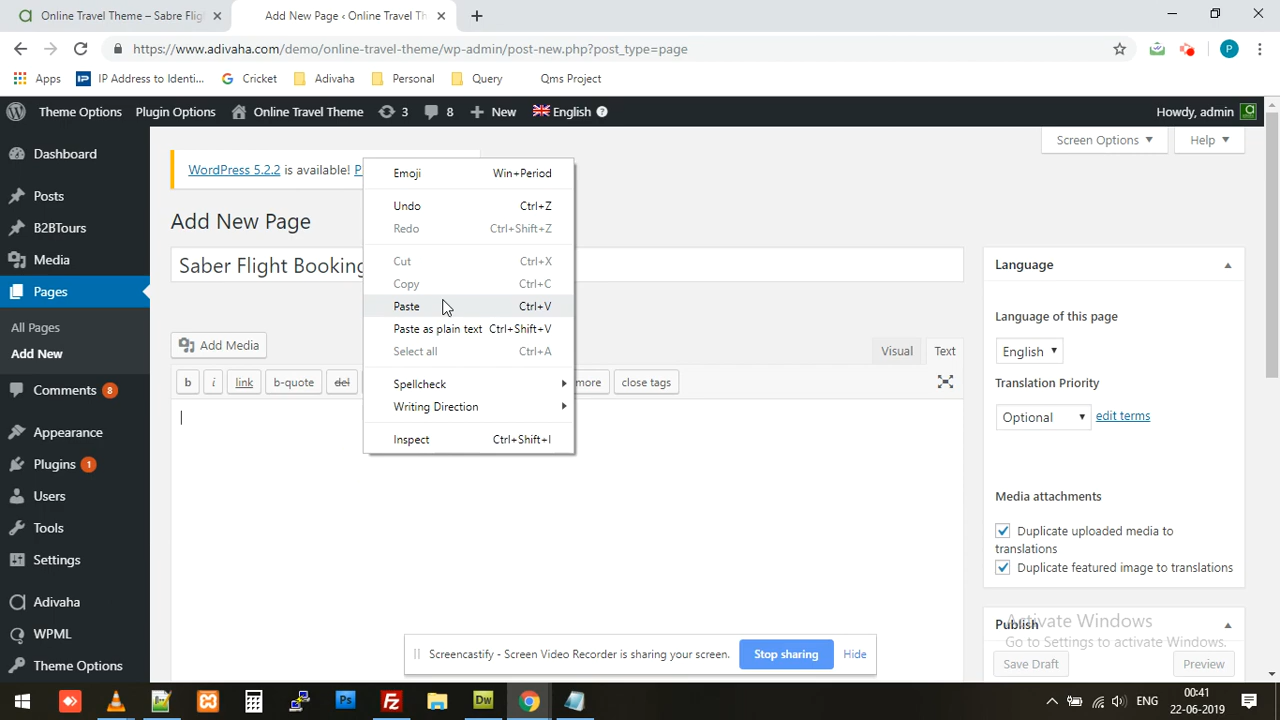 Online Travel Theme – Sabre Flig
Add New Page ‹ Online Travel Th
https://www.adivaha.com/demo/online-travel-theme/wp-admin/post-new.php?post_type=page
P
Apps
IP
IP Address to Identi...
Cricket
Adivaha
Personal
Query
Qms Project
Theme Options
Plugin Options
Online Travel Theme
3
8
New
English
Howdy, admin
Screen Options
Help
Dashboard
Posts
B2BTours
Media
Pages
All Pages
Add New
Comments 8
Appearance
Plugins 1
Users
Tools
Settings
Adivaha
WPML
Theme Options
WordPress 5.2.2 is available! P
Add New Page
Saber Flight Booking
Add Media
Visual
Text
b
i
link
b-quote
del
more
close tags
Emoji Win+Period
Undo Ctrl+Z
Redo Ctrl+Shift+Z
Cut Ctrl+X
Copy Ctrl+C
Paste Ctrl+V
Paste as plain text Ctrl+Shift+V
Select all Ctrl+A
Spellcheck
Writing Direction
Inspect Ctrl+Shift+I
Language
Language of this page
English
Translation Priority
Optional
edit terms
Media attachments
Duplicate uploaded media to
translations
Duplicate featured image to translations
Publish
Activate Windows
Go to Settings to activate Windows.
Save Draft
Preview
Screencastify - Screen Video Recorder is sharing your screen.
Stop sharing
Hide
Ps
Fz
Dw
ENG
00:41
22-06-2019